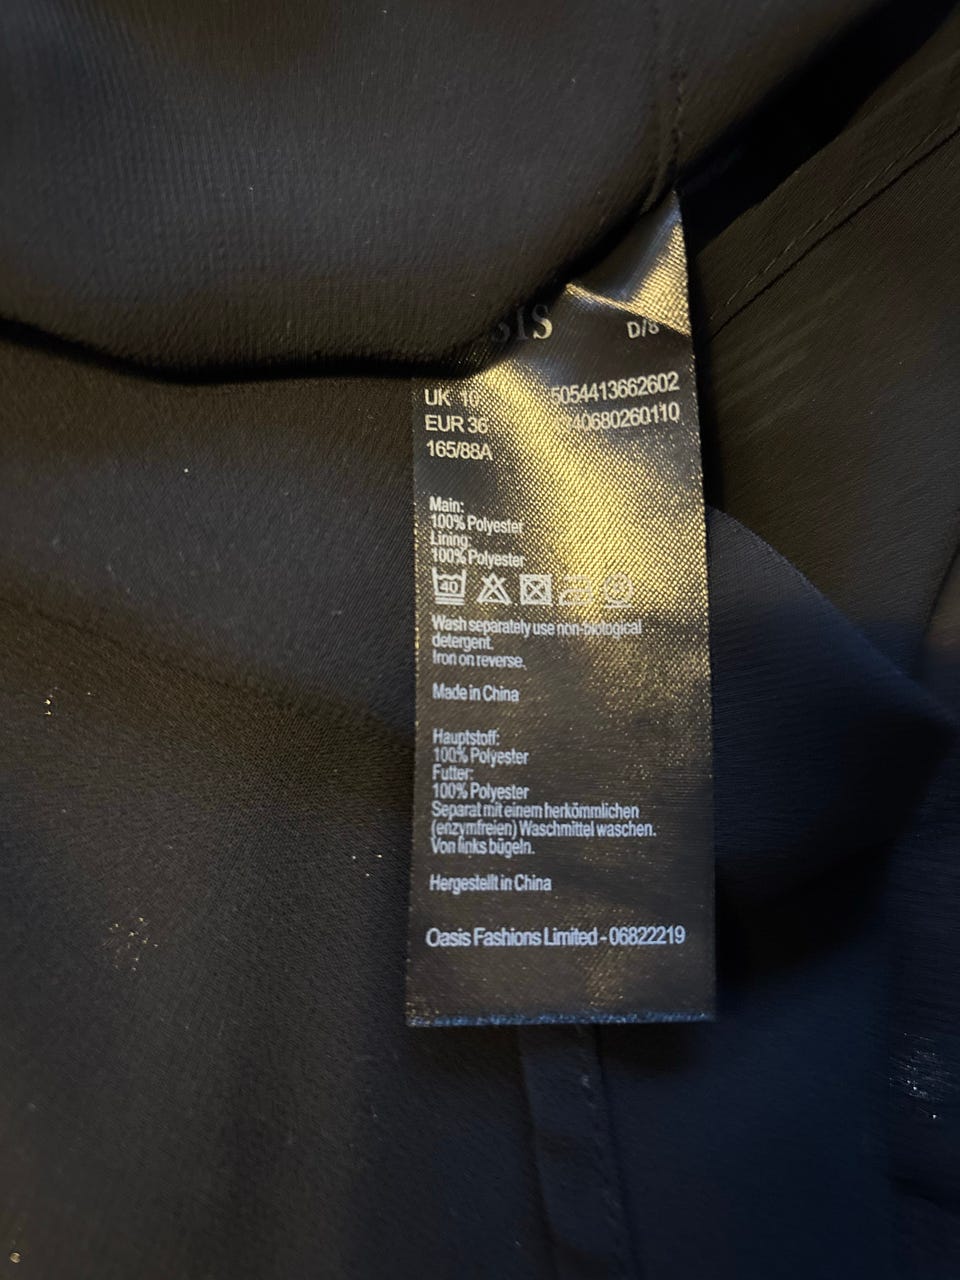 D/8
UK 10 5054413662602
EUR 36 40680260110
165/88A
Main:
100% Polyester
Lining:
100% Polyester
40
Wash separately use non-biological
detergent.
Iron on reverse.
Made in China
Hauptstoff:
100% Polyester
Futter:
100% Polyester
Separat mit einem herkömmlichen
(enzymfreien) Waschmittel waschen.
Von links bügeln.
Hergestellt in China
Oasis Fashions Limited - 06822219